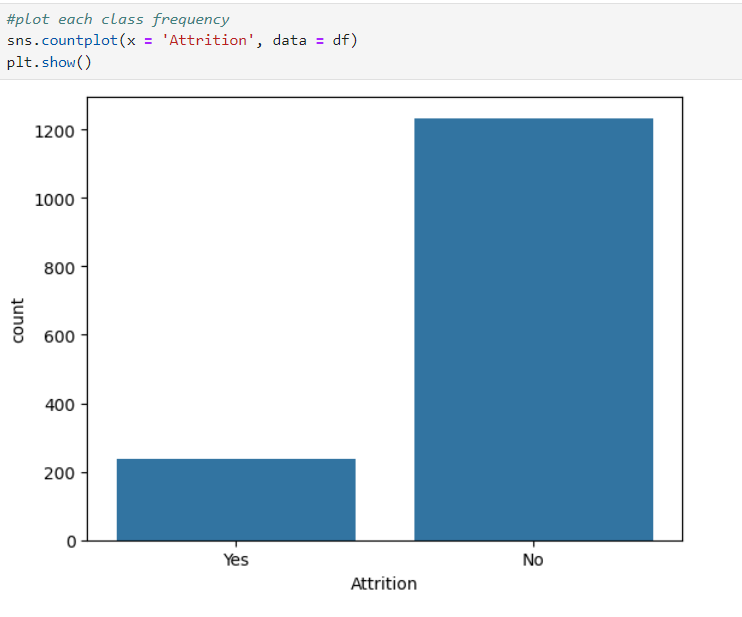 #plot each class frequency
sns.countplot(x = 'Attrition', data = df)
plt.show()
1200
1000
800
600
400
200
0
count
Yes No
Attrition